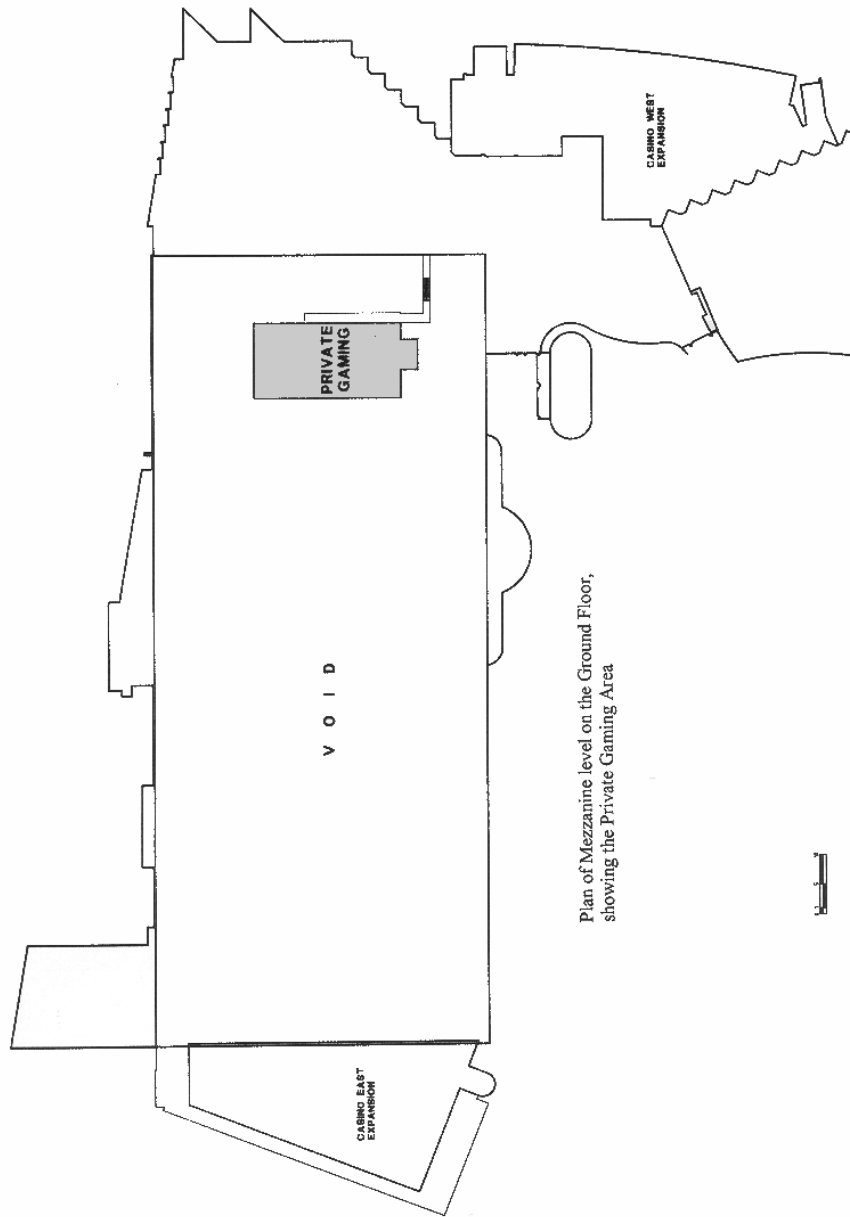 CASINO WEST
EXPANSION
PRIVATE
GAMING
V O I D
Plan of Mezzanine level on the Ground Floor,
showing the Private Gaming Area
CASINO EAST
EXPANSION